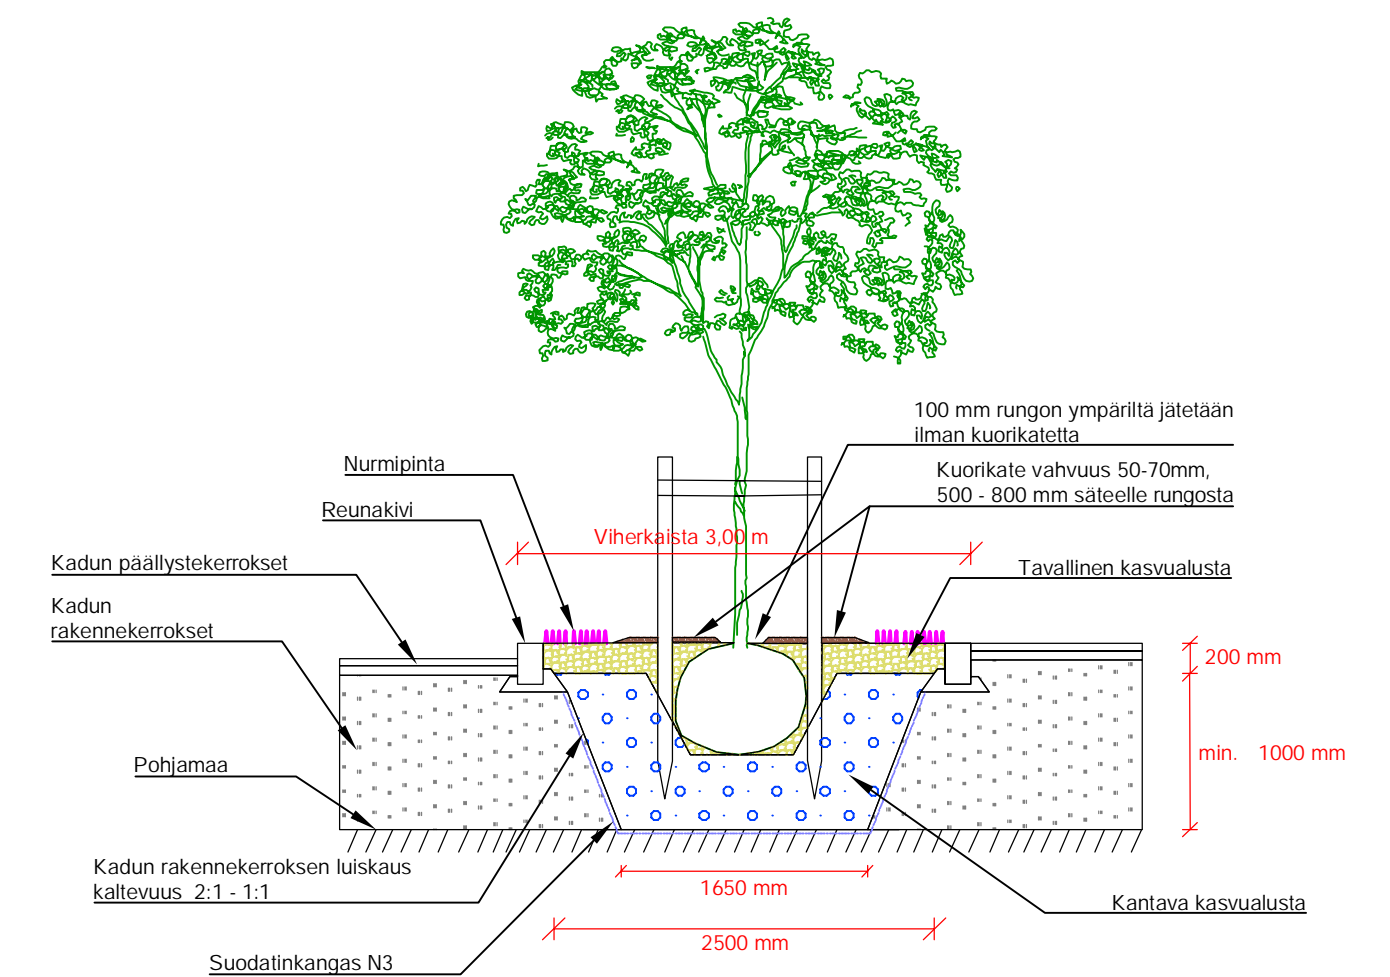 100 mm rungon ympäriltä jätetään
ilman kuorikatetta
Nurmipinta
Kuorikate vahvuus 50-70mm,
500 - 800 mm säteelle rungosta
Reunakivi
Viherkaista 3,00 m
Kadun päällystekerrokset
Tavallinen kasvualusta
Kadun
rakennekerrokset
200 mm
min. 1000 mm
Pohjamaa
Kadun rakennekerroksen luiskaus
kaltevuus 2:1 - 1:1
1650 mm
Kantava kasvualusta
2500 mm
Suodatinkangas N3